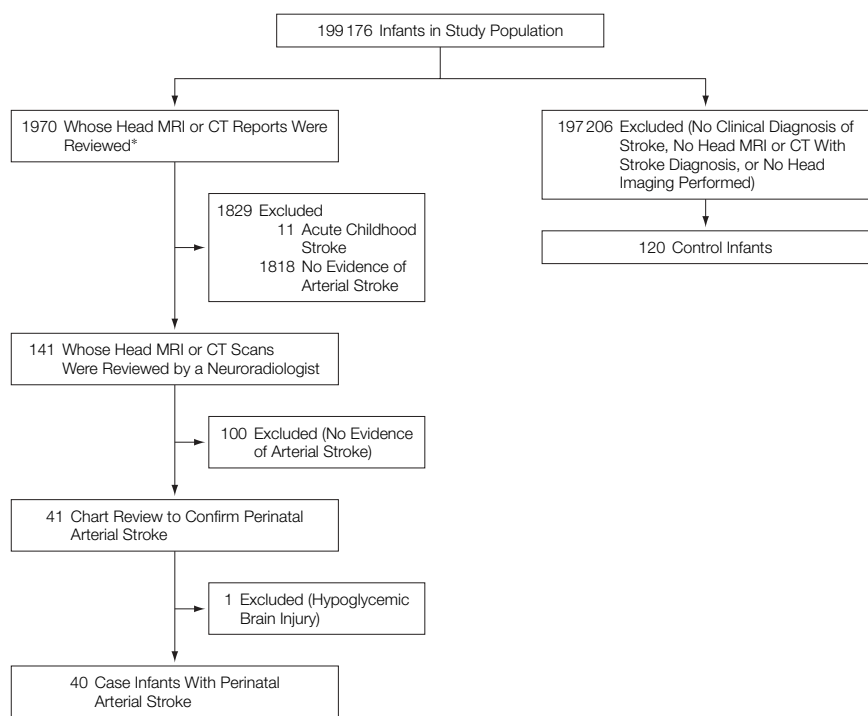 199 176 Infants in Study Population
1970 Whose Head MRI or CT Reports Were
Reviewed*
197 206 Excluded (No Clinical Diagnosis of
Stroke, No Head MRI or CT With
Stroke Diagnosis, or No Head
Imaging Performed)
1829 Excluded
11 Acute Childhood
Stroke
1818 No Evidence of
Arterial Stroke
120 Control Infants
141 Whose Head MRI or CT Scans
Were Reviewed by a Neuroradiologist
100 Excluded (No Evidence
of Arterial Stroke)
41 Chart Review to Confirm Perinatal
Arterial Stroke
1 Excluded (Hypoglycemic
Brain Injury)
40 Case Infants With Perinatal
Arterial Stroke